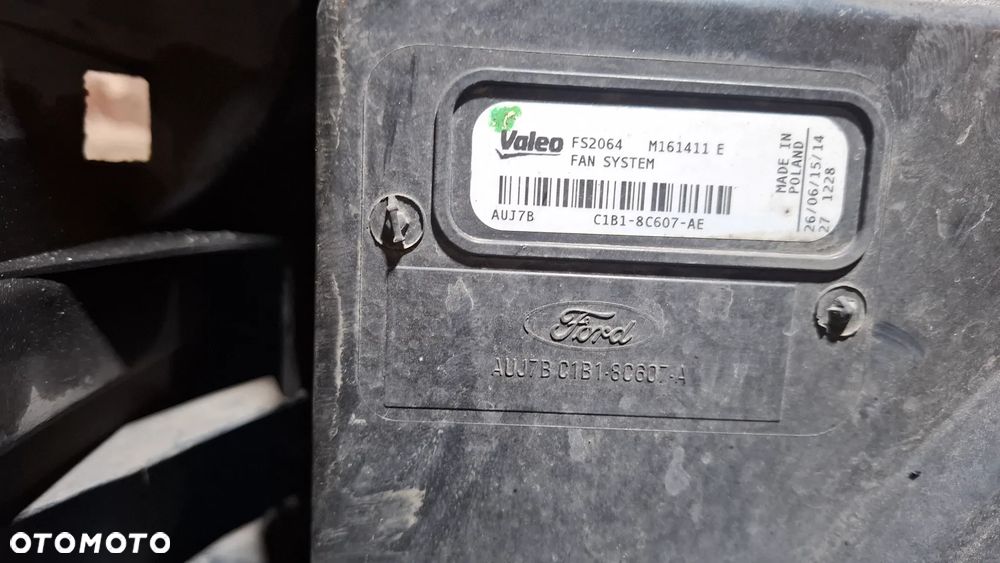 Valeo FS2064 M161411 E
FAN SYSTEM
AUJ7B C1B1-8C607-AE
MADE IN
POLAND
26/06/15/14
27 1228
Ford
AUJ7B C1B1-8C607-A
OTOMOTO